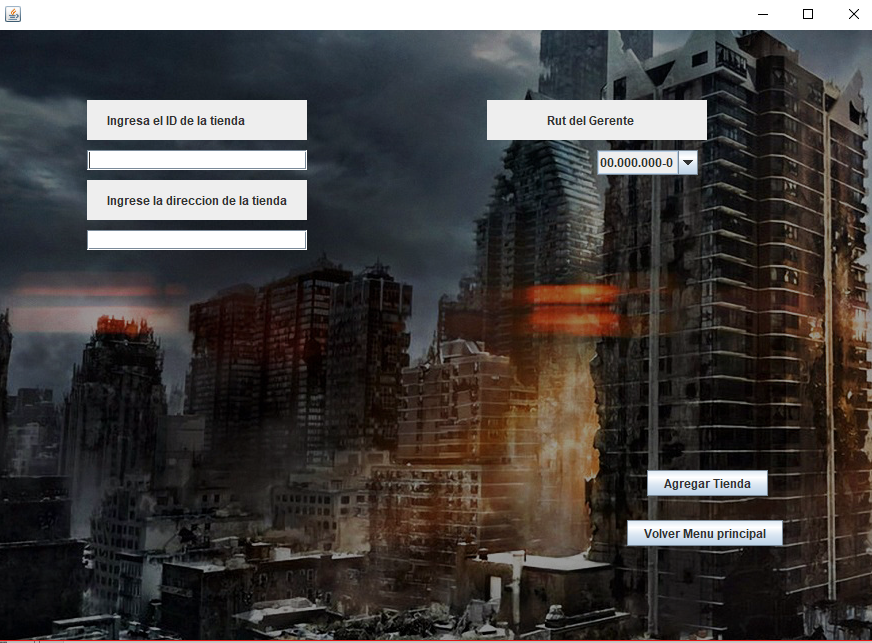 Ingresa el ID de la tienda
Rut del Gerente
00.000.000-0
Ingrese la direccion de la tienda
Agregar Tienda
Volver Menu principal